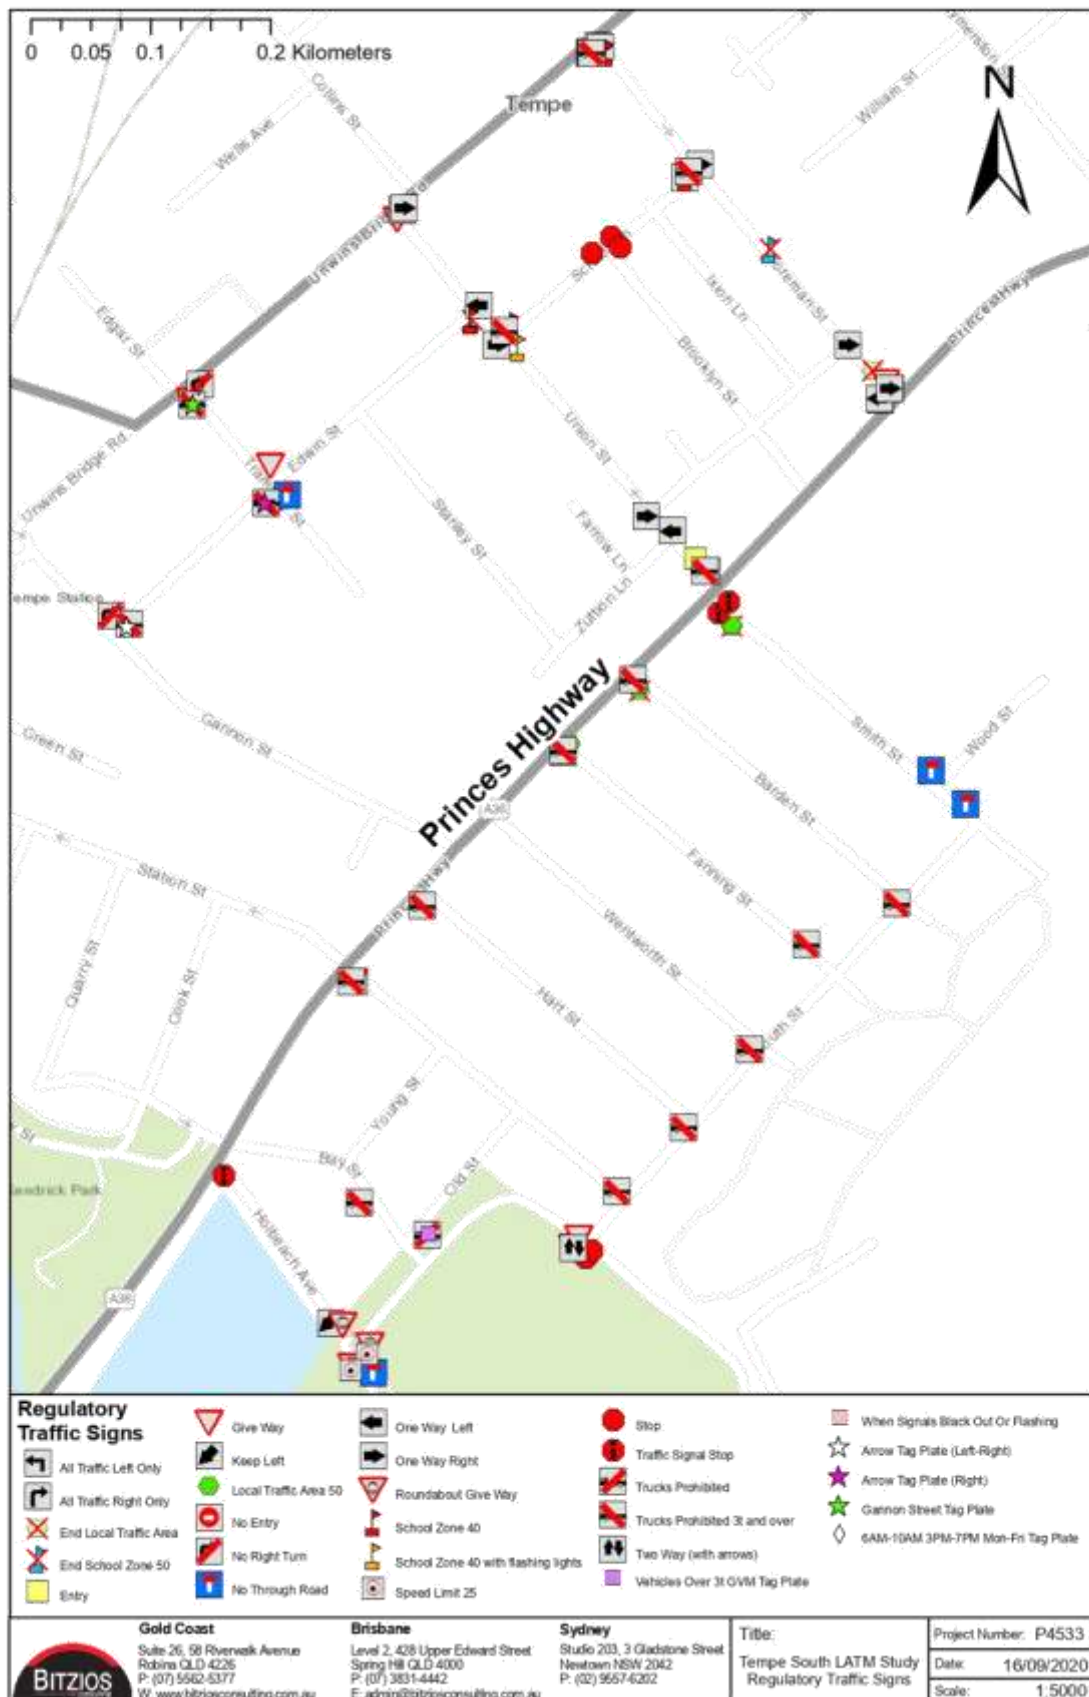 0 0.05 0.1 0.2 Kilometers
N
Tempe
Collins St
Wells Ave
William St
Edgar St
Ixion Ln
Princes Hwy
Brooklyn St
Union St
Unwins Bridge Rd
Edwin St
Stanley St
Farrow Ln
Zuttion Ln
Gannon St
Green St
Princes Highway
Smith St
Wood St
Barden St
A36
Fanning St
Station St
Wentworth St
Quarry St
Cook St
Hart St
Young St
Bay St
Old St
Holbeach Ave
A36
Regulatory
Traffic Signs
All Traffic Left Only
All Traffic Right Only
End Local Traffic Area
End School Zone 50
Entry
Give Way
Keep Left
Local Traffic Area 50
No Entry
No Right Turn
No Through Road
One Way Left
One Way Right
Roundabout Give Way
School Zone 40
School Zone 40 with flashing lights
Speed Limit 25
Stop
Traffic Signal Stop
Trucks Prohibited
Trucks Prohibited 3t and over
Two Way (with arrows)
Vehicles Over 3t GVM Tag Plate
When Signals Black Out Or Flashing
Arrow Tag Plate (Left-Right)
Arrow Tag Plate (Right)
Gannon Street Tag Plate
6AM-10AM 3PM-7PM Mon-Fri Tag Plate
BITZIOS
Gold Coast
Suite 26, 58 Riverwalk Avenue
Robina QLD 4226
P: (07) 5562-5377
W: www.bitziosconsulting.com.au
Brisbane
Level 2, 428 Upper Edward Street
Spring Hill QLD 4000
P: (07) 3831-4442
E: admin@bitziosconsulting.com.au
Sydney
Studio 203, 3 Gladstone Street
Newtown NSW 2042
P: (02) 9557-6202
Title:
Tempe South LATM Study
Regulatory Traffic Signs
Project Number: P4533
Date: 16/09/2020
Scale: 1:5000